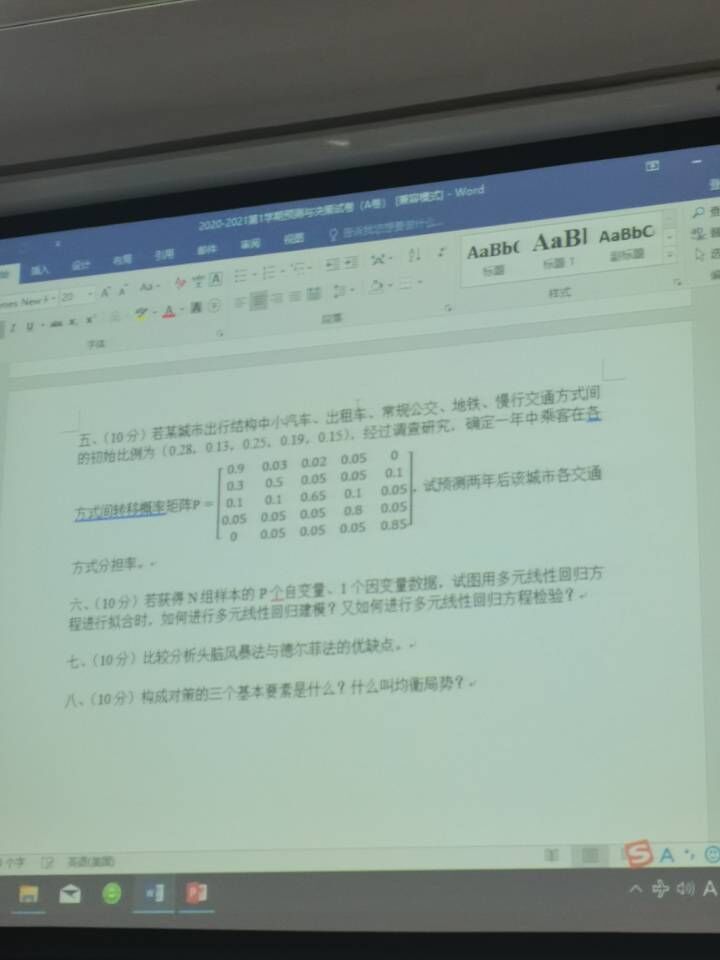 2020-2021第1学期预测与决策试卷（A卷） [兼容模式] - Word
插入 设计 布局 引用 邮件 审阅 视图 告诉我您想要做什么...
20 A A Aa A
I U abc X₂ X² A A
AaBbC AaBl AaBbC
标题 标题 1 副标题
字体 段落 样式
五、（10 分）若某城市出行结构中小汽车、出租车、常规公交、地铁、慢行交通方式间
的初始比例为（0.28，0.13，0.25，0.19，0.15），经过调查研究，确定一年中乘客在各
0.9 0.03 0.02 0.05 0
0.3 0.5 0.05 0.05 0.1
方式间转移概率矩阵P = 0.1 0.1 0.65 0.1 0.05 ，试预测两年后该城市各交通
0.05 0.05 0.05 0.8 0.05
0 0.05 0.05 0.05 0.85
方式分担率。
六、（10 分）若获得 N 组样本的 P 个自变量、1 个因变量数据，试图用多元线性回归方
程进行拟合时，如何进行多元线性回归建模？又如何进行多元线性回归方程检验？
七、（10 分）比较分析头脑风暴法与德尔菲法的优缺点。
八、（10 分）构成对策的三个基本要素是什么？什么叫均衡局势？
个字 英语(美国)
S A
A